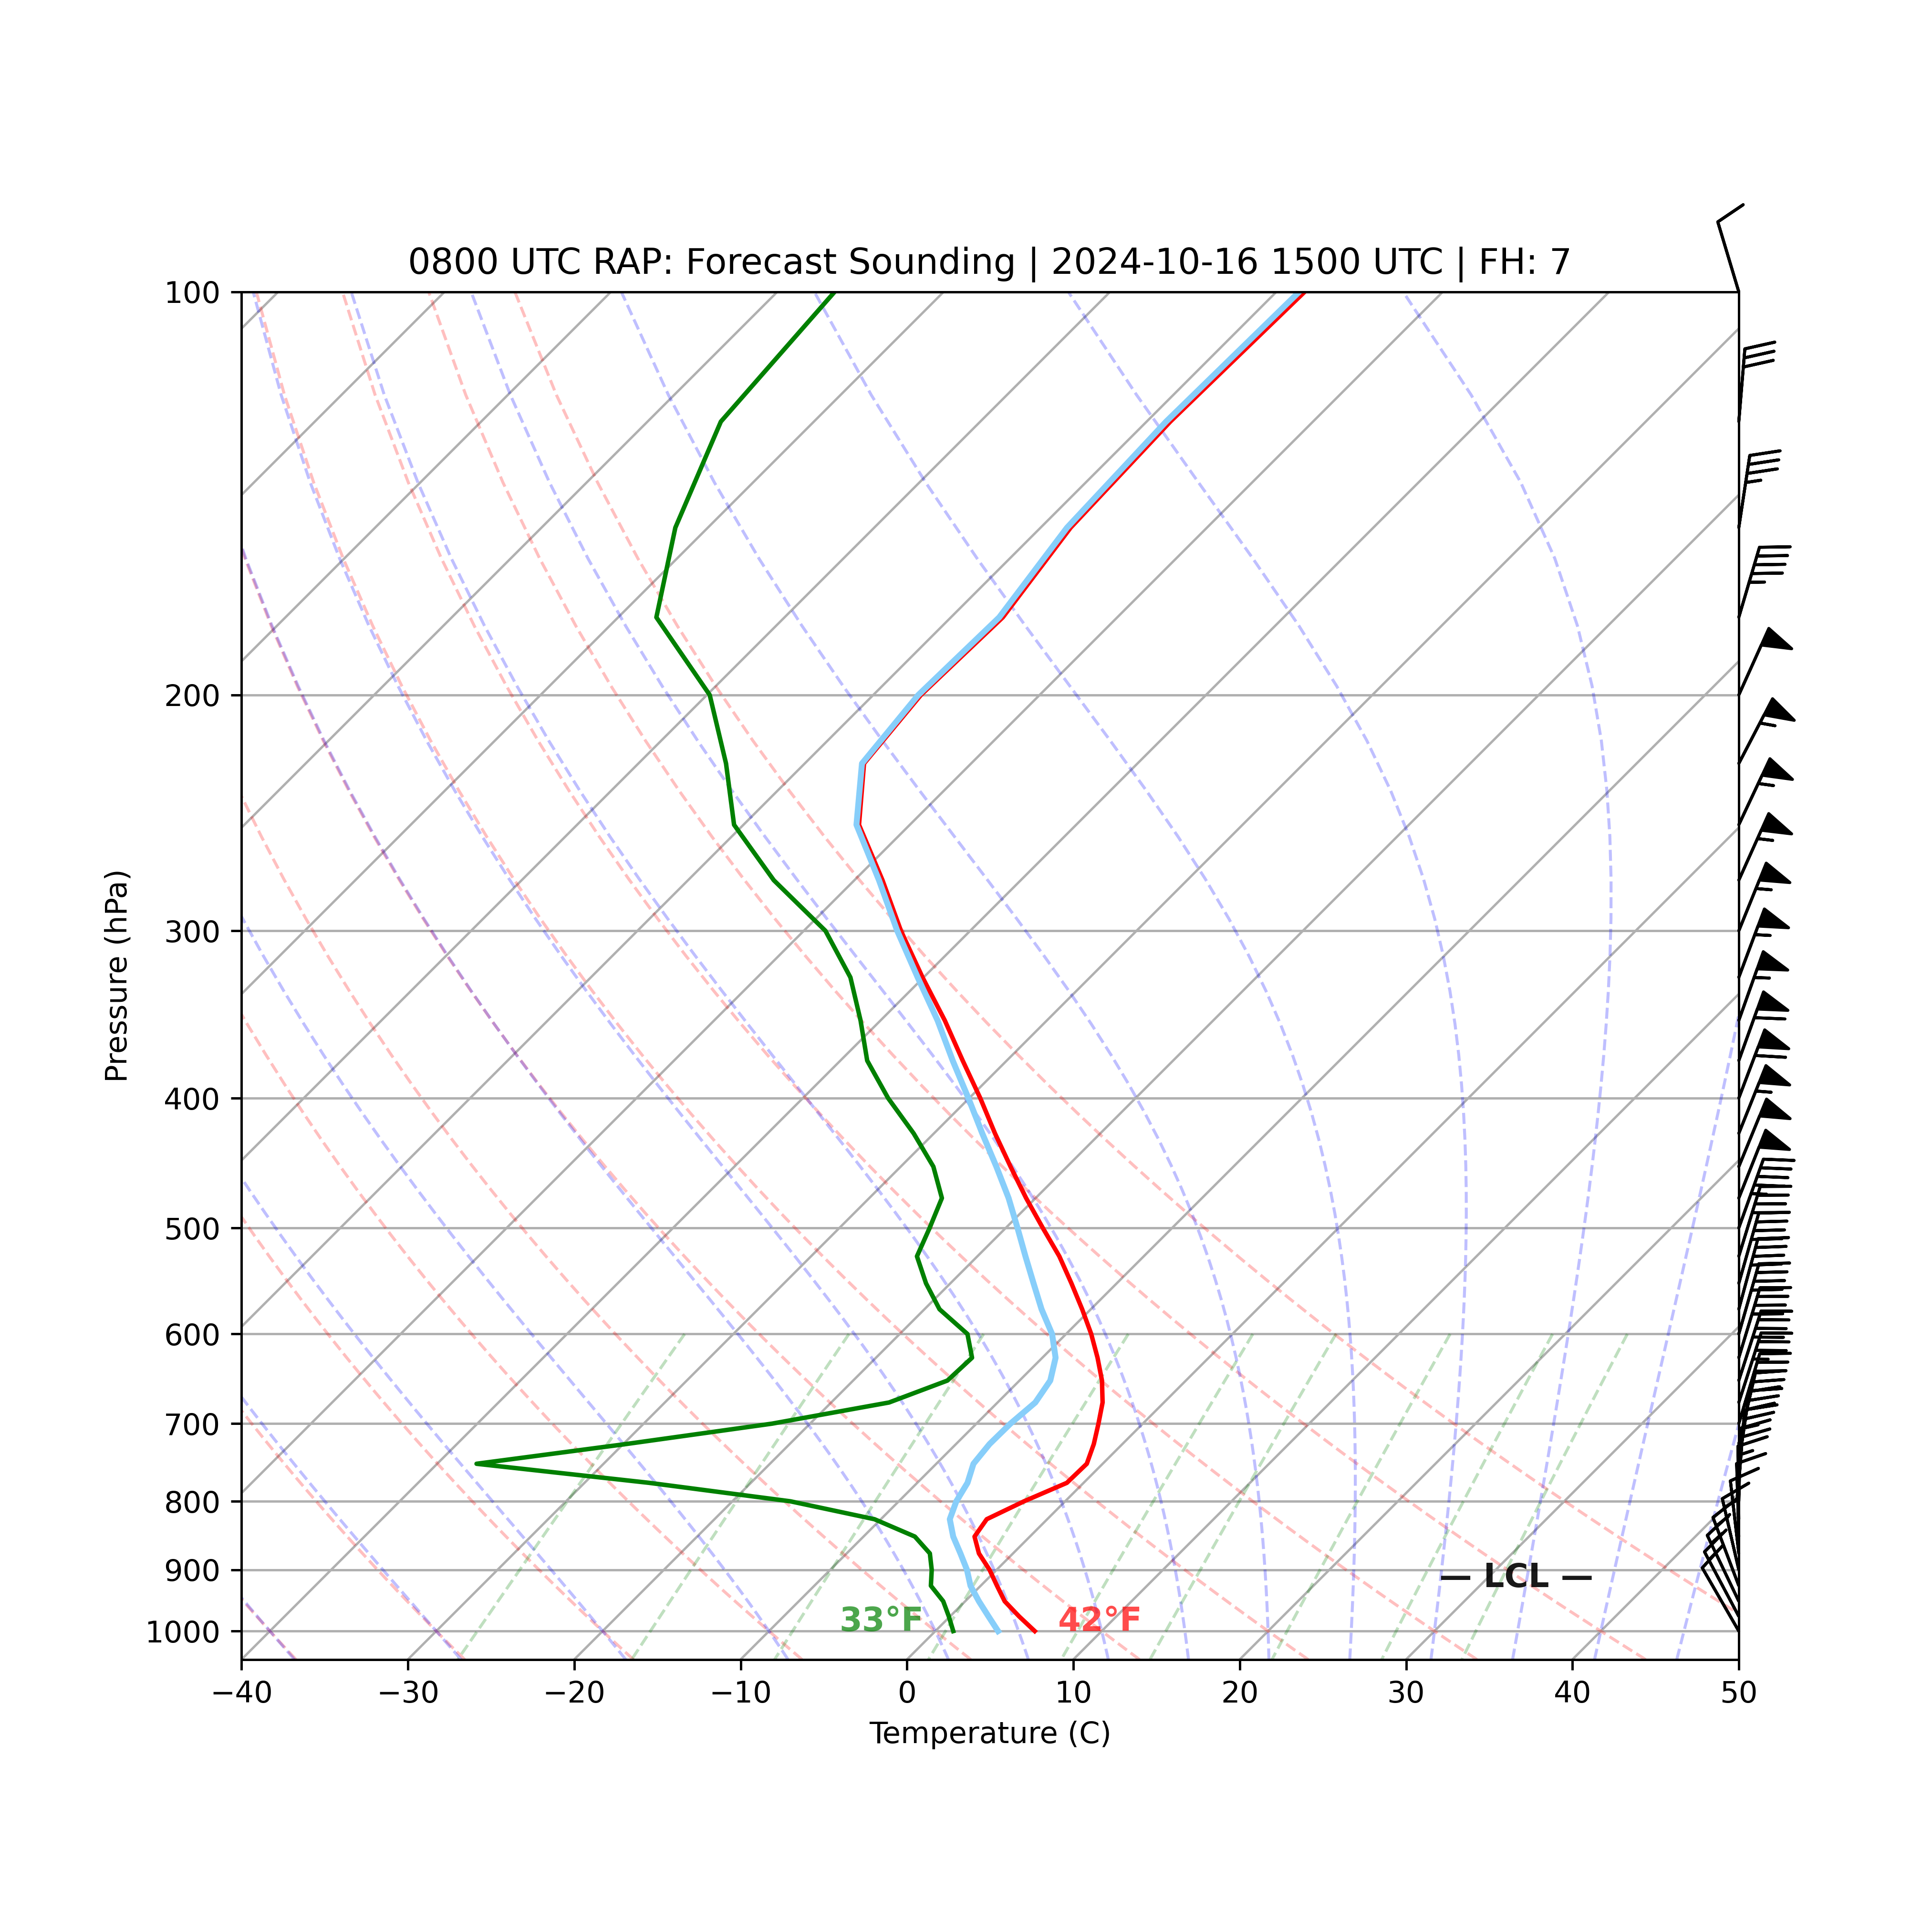 0800 UTC RAP: Forecast Sounding | 2024-10-16 1500 UTC | FH: 7
100
200
300
400
500
600
700
800
900
1000
Pressure (hPa)
— LCL —
33°F
42°F
−40 −30 −20 −10 0 10 20 30 40 50
Temperature (C)